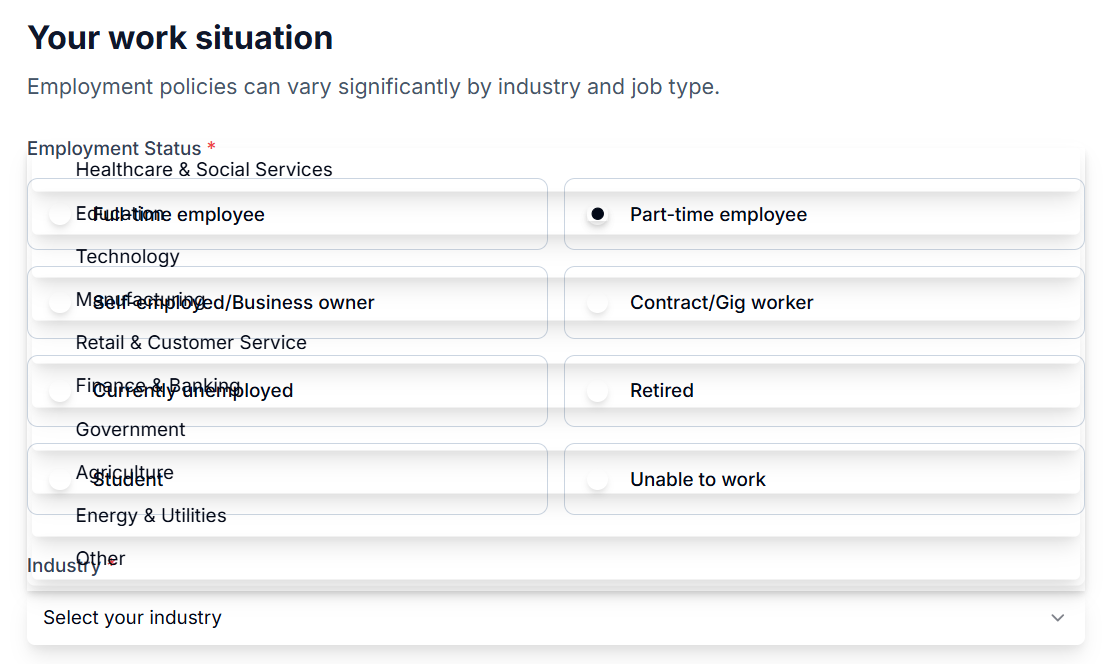 Your work situation
Employment policies can vary significantly by industry and job type.
Employment Status *
Healthcare & Social Services
Education
Full-time employee
Part-time employee
Technology
Manufacturing
Self-employed/Business owner
Contract/Gig worker
Retail & Customer Service
Finance & Banking
Currently unemployed
Retired
Government
Agriculture
Student
Unable to work
Energy & Utilities
Other
Industry *
Select your industry